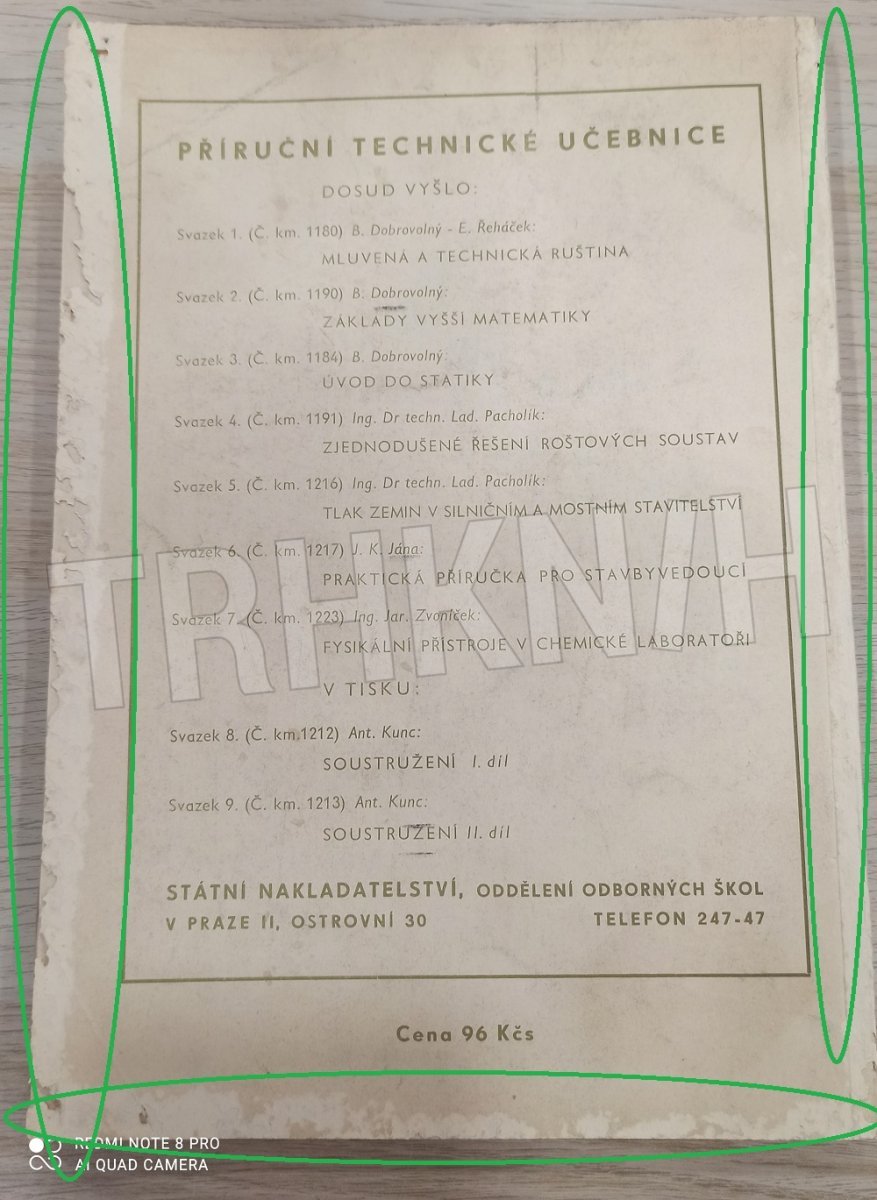 PŘÍRUČNÍ TECHNICKÉ UČEBNICE
DOSUD VYŠLO:
Svazek 1. (Č. km. 1180) B. Dobrovolný - E. Řeháček:
MLUVENÁ A TECHNICKÁ RUŠTINA
Svazek 2. (Č. km. 1190) B. Dobrovolný:
ZÁKLADY VYŠŠÍ MATEMATIKY
Svazek 3. (Č. km. 1184) B. Dobrovolný:
ÚVOD DO STATIKY
Svazek 4. (Č. km. 1191) Ing. Dr techn. Lad. Pacholík:
ZJEDNODUŠENÉ ŘEŠENÍ ROŠTOVÝCH SOUSTAV
Svazek 5. (Č. km. 1216) Ing. Dr techn. Lad. Pacholík:
TLAK ZEMIN V SILNIČNÍM A MOSTNÍM STAVITELSTVÍ
Svazek 6. (Č. km. 1217) J. K. Jána:
PRAKTICKÁ PŘÍRUČKA PRO STAVBYVEDOUCÍ
Svazek 7. (Č. km. 1223) Ing. Jar. Zvoníček:
FYSIKÁLNÍ PŘÍSTROJE V CHEMICKÉ LABORATOŘI
TRHKNIH
V TISKU:
Svazek 8. (Č. km.1212) Ant. Kunc:
SOUSTRUŽENÍ I. díl
Svazek 9. (Č. km. 1213) Ant. Kunc:
SOUSTRUŽENÍ II. díl
STÁTNÍ NAKLADATELSTVÍ, ODDĚLENÍ ODBORNÝCH ŠKOL
V PRAZE II, OSTROVNÍ 30 TELEFON 247-47
Cena 96 Kčs
REDMI NOTE 8 PRO
AI QUAD CAMERA